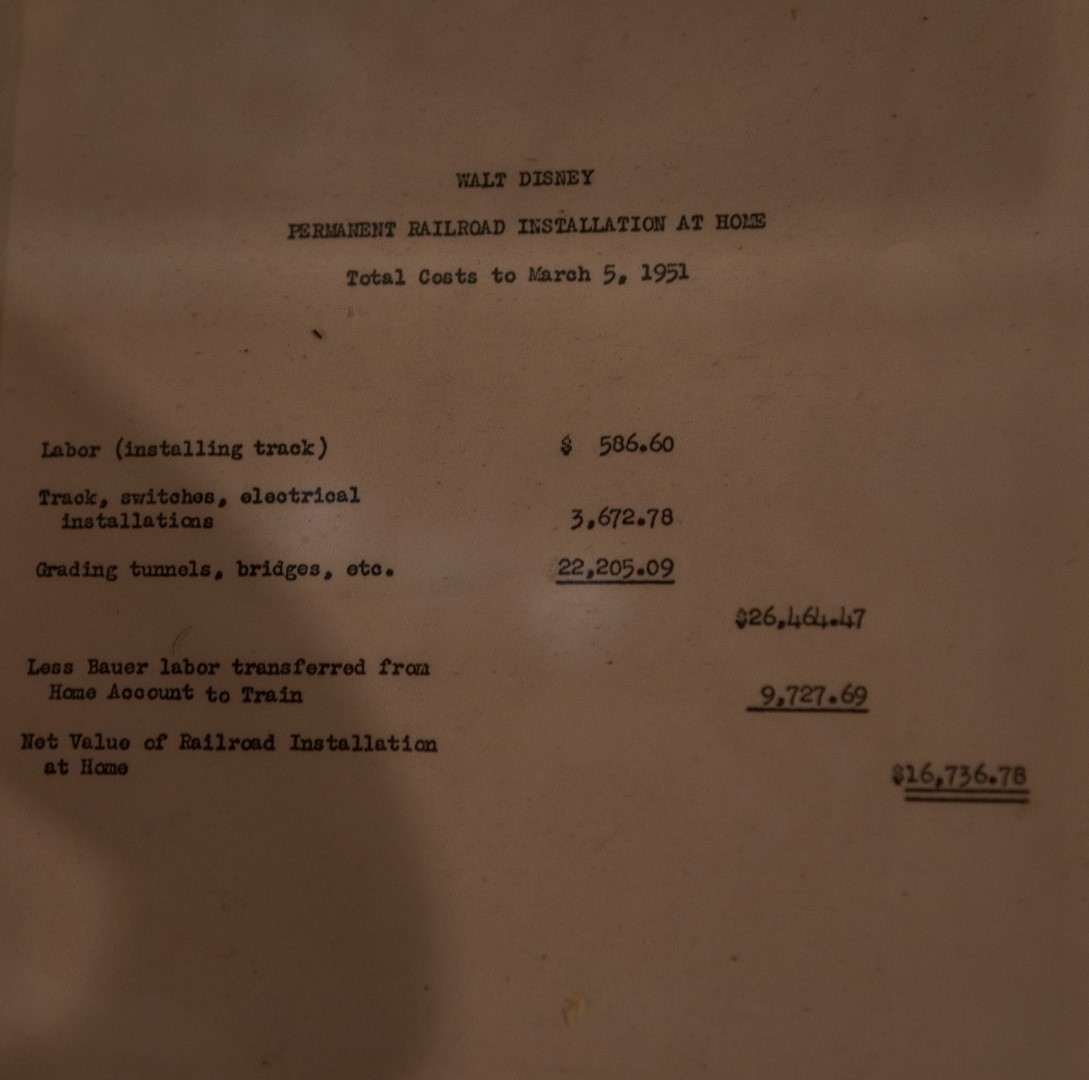 WALT DISNEY
PERMANENT RAILROAD INSTALLATION AT HOME
Total Costs to March 5, 1951
Labor (installing track) $ 586.60
Track, switches, electrical
installations 3,672.78
Grading tunnels, bridges, etc. 22,205.09
$26,464.47
Less Bauer labor transferred from
Home Account to Train 9,727.69
Net Value of Railroad Installation
at Home $16,736.78